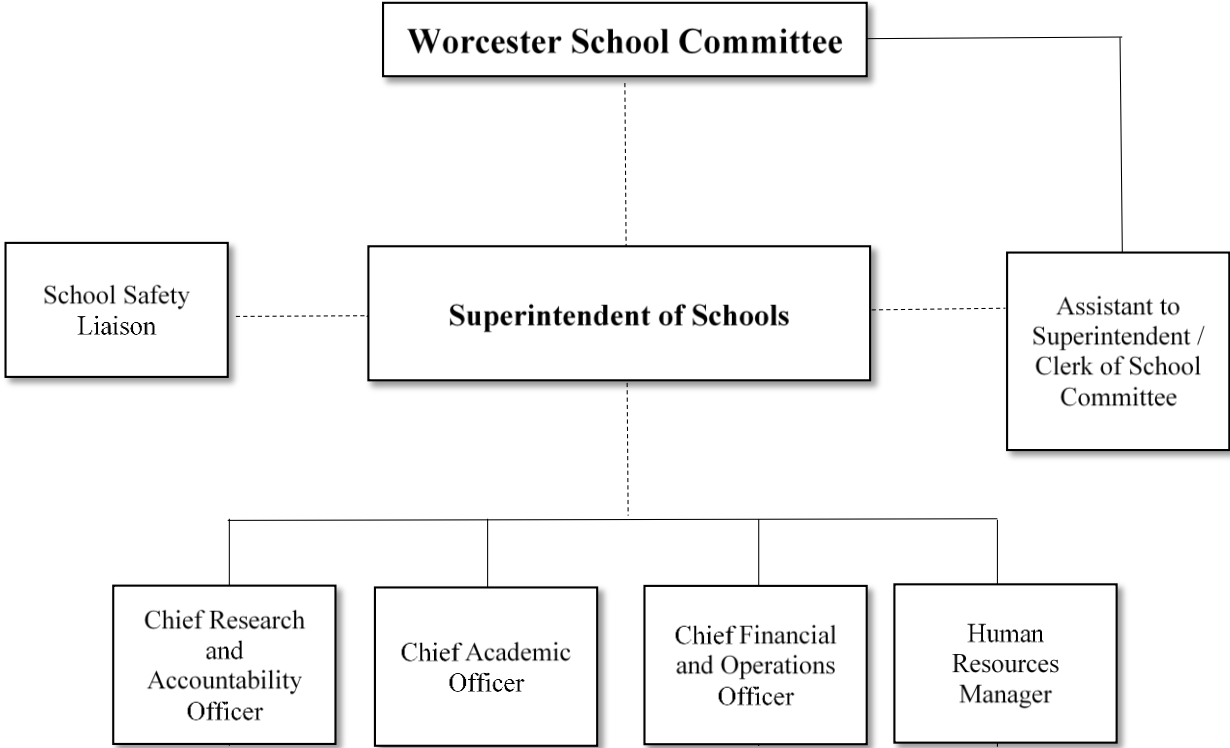 Worcester School Committee
School Safety
Liaison
Superintendent of Schools
Assistant to
Superintendent /
Clerk of School
Committee
Chief Research
and
Accountability
Officer
Chief Academic
Officer
Chief Financial
and Operations
Officer
Human
Resources
Manager